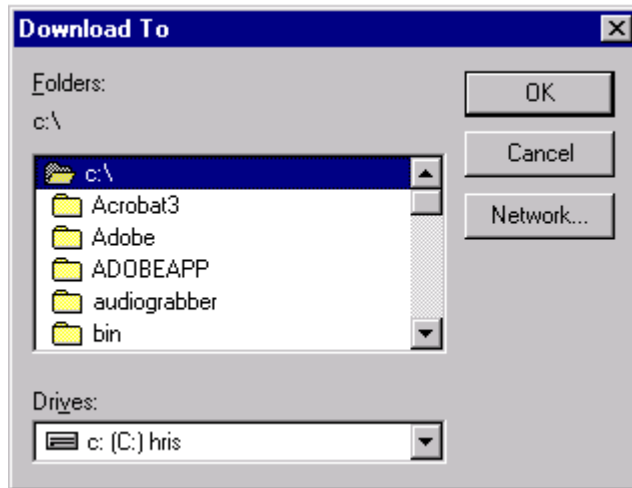 Download To
Folders:
c:\
OK
c:\
Cancel
Acrobat3
Network...
Adobe
ADOBEAPP
audiograbber
bin
Drives:
c: (C:) hris